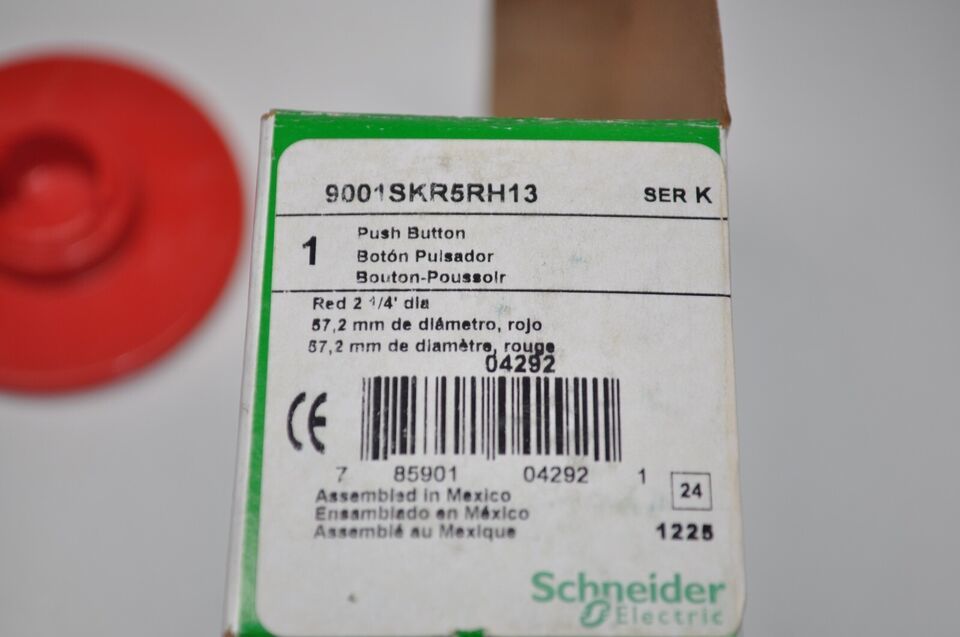 9001SKR5RH13 SER K
1
Push Button
Botón Pulsador
Bouton-Poussoir
Red 2 1/4' dia
57,2 mm de diámetro, rojo
57,2 mm de diamètre, rouge
04292
CE
7 85901 04292 1
24
Assembled in Mexico
Ensamblado en México
Assemblé au Mexique
1225
Schneider
Electric